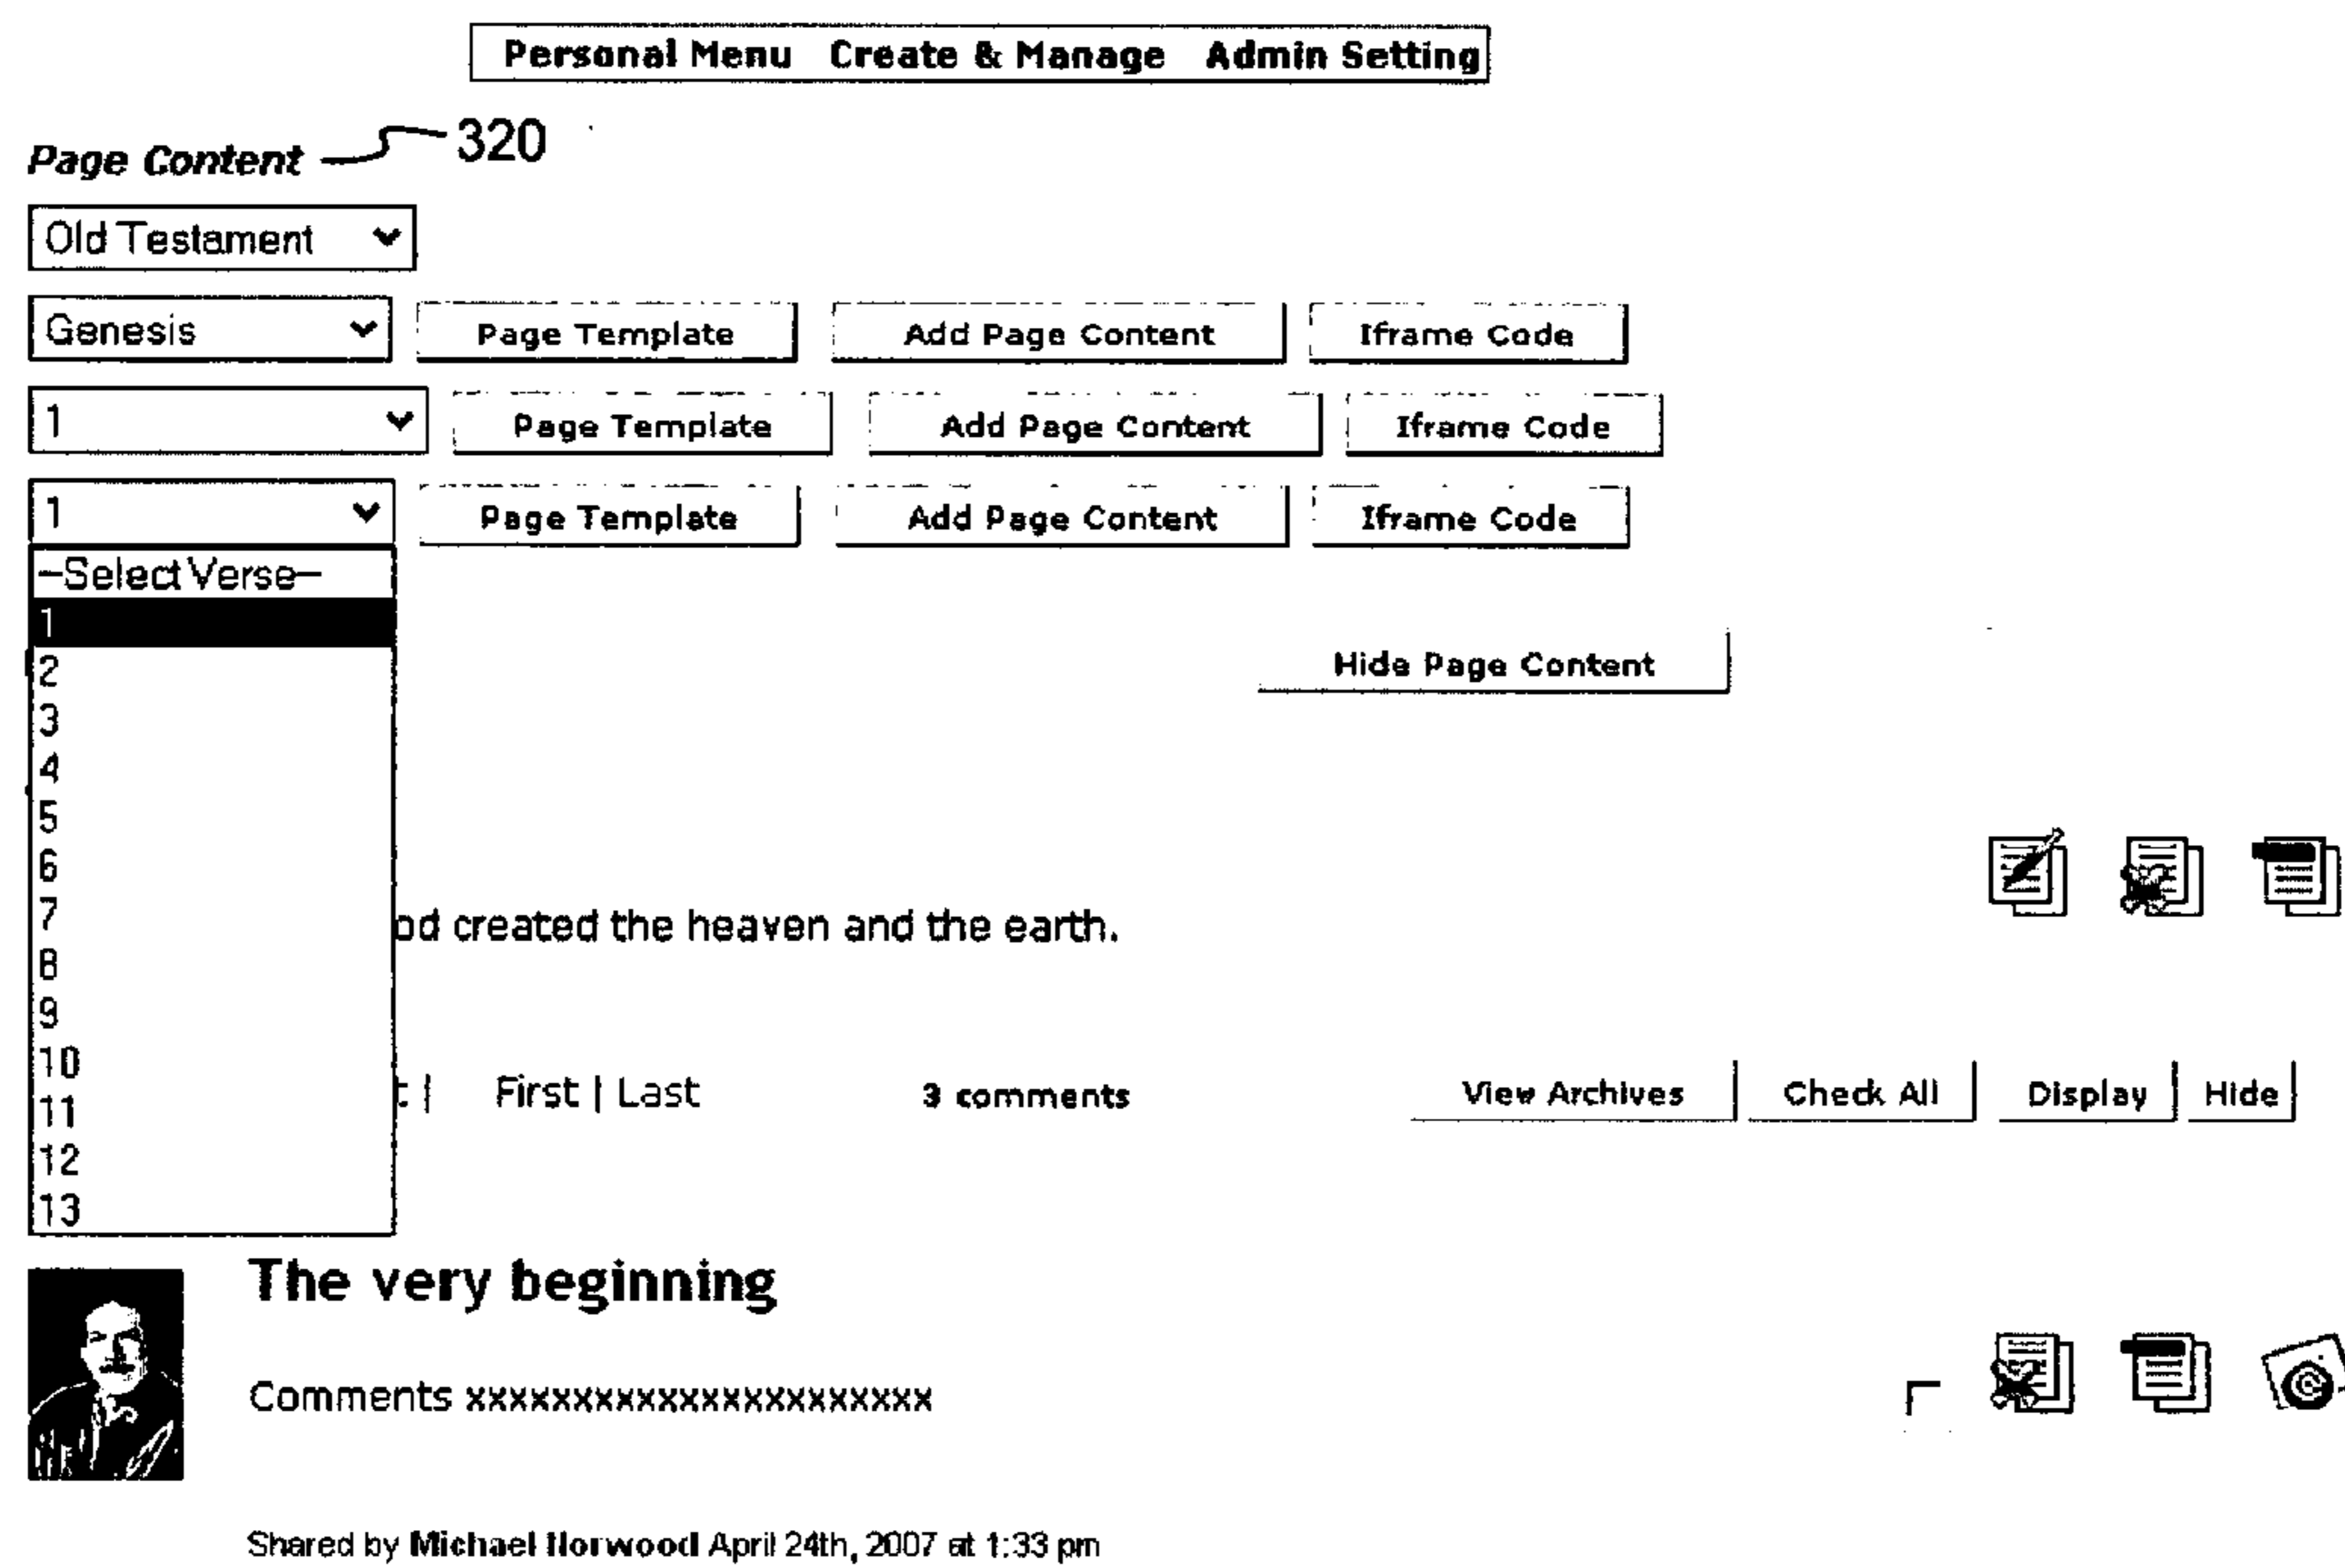 Personal Menu Create & Manage Admin Setting
Page Content 320
Old Testament
Genesis Page Template Add Page Content Iframe Code
1 Page Template Add Page Content Iframe Code
1 Page Template Add Page Content Iframe Code
–Select Verse–
1
2
Hide Page Content
3
4
5
6
7
od created the heaven and the earth.
8
9
10
t | First | Last 3 comments View Archives Check All Display Hide
11
12
13
The very beginning
Comments xxxxxxxxxxxxxxxxxxxxxx
Shared by Michael Norwood April 24th, 2007 at 1:33 pm